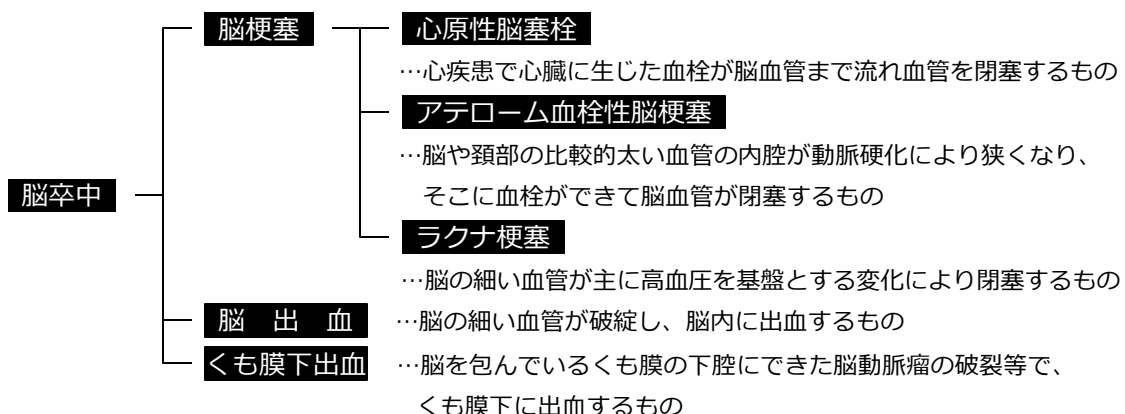 脳梗塞
心原性脳塞栓
…心疾患で心臓に生じた血栓が脳血管まで流れ血管を閉塞するもの
アテローム血栓性脳梗塞
…脳や頚部の比較的太い血管の内腔が動脈硬化により狭くなり、
そこに血栓ができて脳血管が閉塞するもの
脳卒中
ラクナ梗塞
…脳の細い血管が主に高血圧を基盤とする変化により閉塞するもの
脳　出　血 …脳の細い血管が破綻し、脳内に出血するもの
くも膜下出血 …脳を包んでいるくも膜の下腔にできた脳動脈瘤の破裂等で、
くも膜下に出血するもの